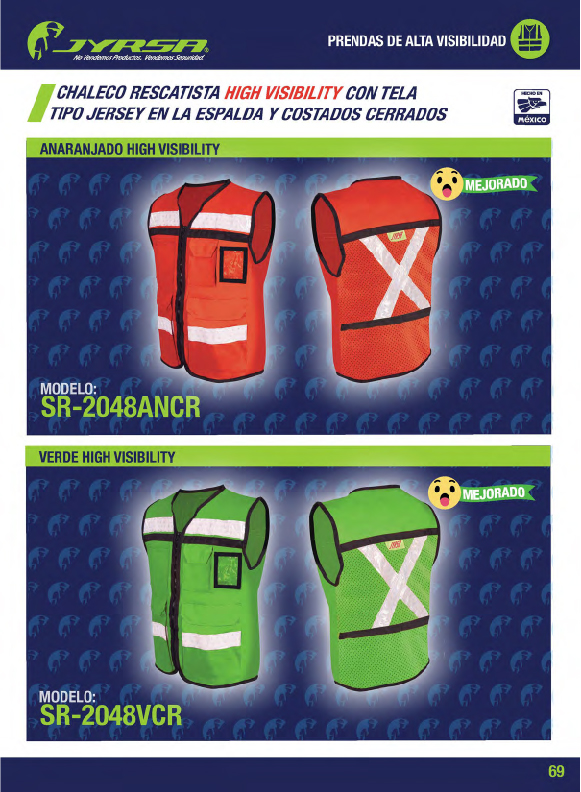 JYRSA®
No Vendemos Productos, Vendemos Seguridad.
PRENDAS DE ALTA VISIBILIDAD
CHALECO RESCATISTA HIGH VISIBILITY CON TELA
TIPO JERSEY EN LA ESPALDA Y COSTADOS CERRADOS
HECHO EN
MÉXICO
ANARANJADO HIGH VISIBILITY
MEJORADO
MODELO:
SR-2048ANCR
VERDE HIGH VISIBILITY
MEJORADO
MODELO:
SR-2048VCR
69